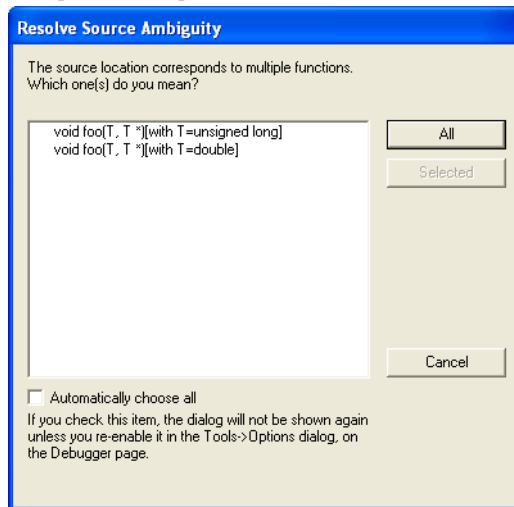 Resolve Source Ambiguity
The source location corresponds to multiple functions.
Which one(s) do you mean?
void foo(T, T *)[with T=unsigned long]
void foo(T, T *)[with T=double]
All
Selected
Cancel
Automatically choose all
If you check this item, the dialog will not be shown again
unless you re-enable it in the Tools->Options dialog, on
the Debugger page.